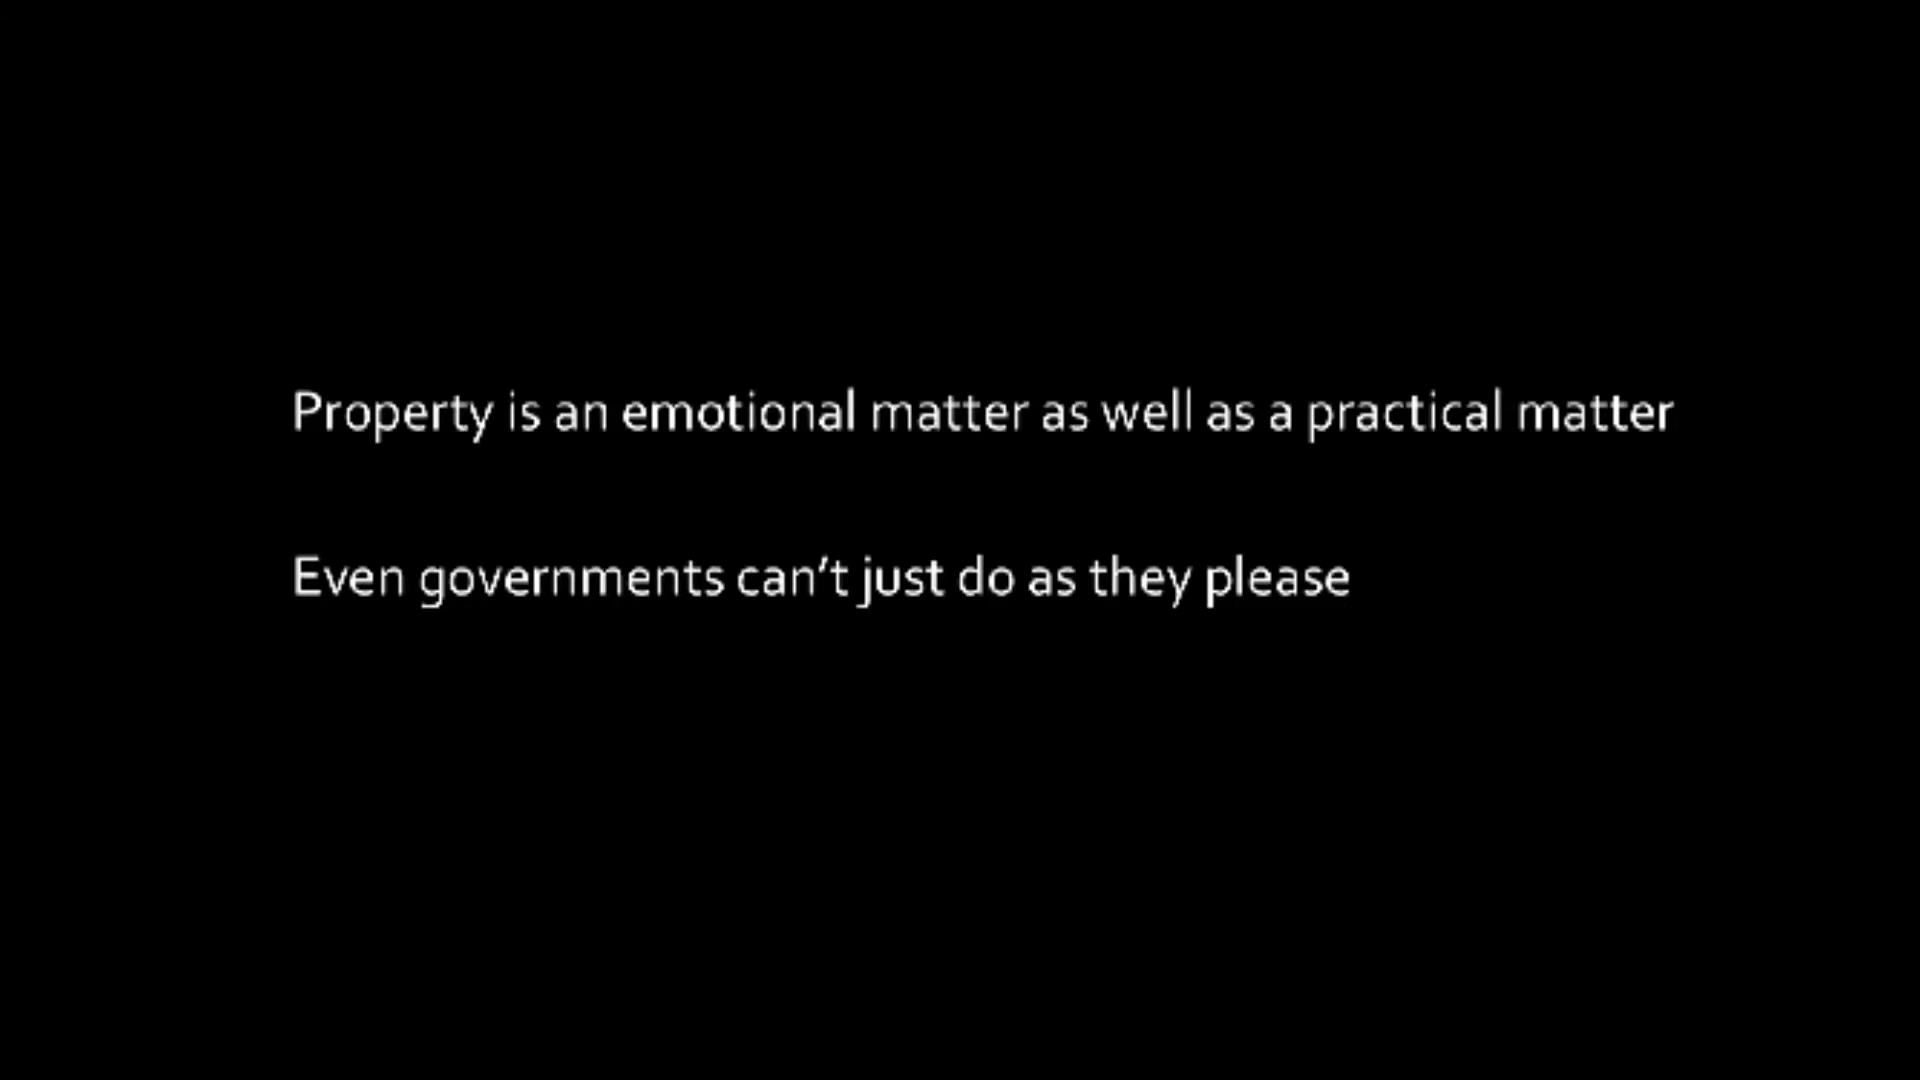 Property is an emotional matter as well as a practical matter
Even governments can’t just do as they please